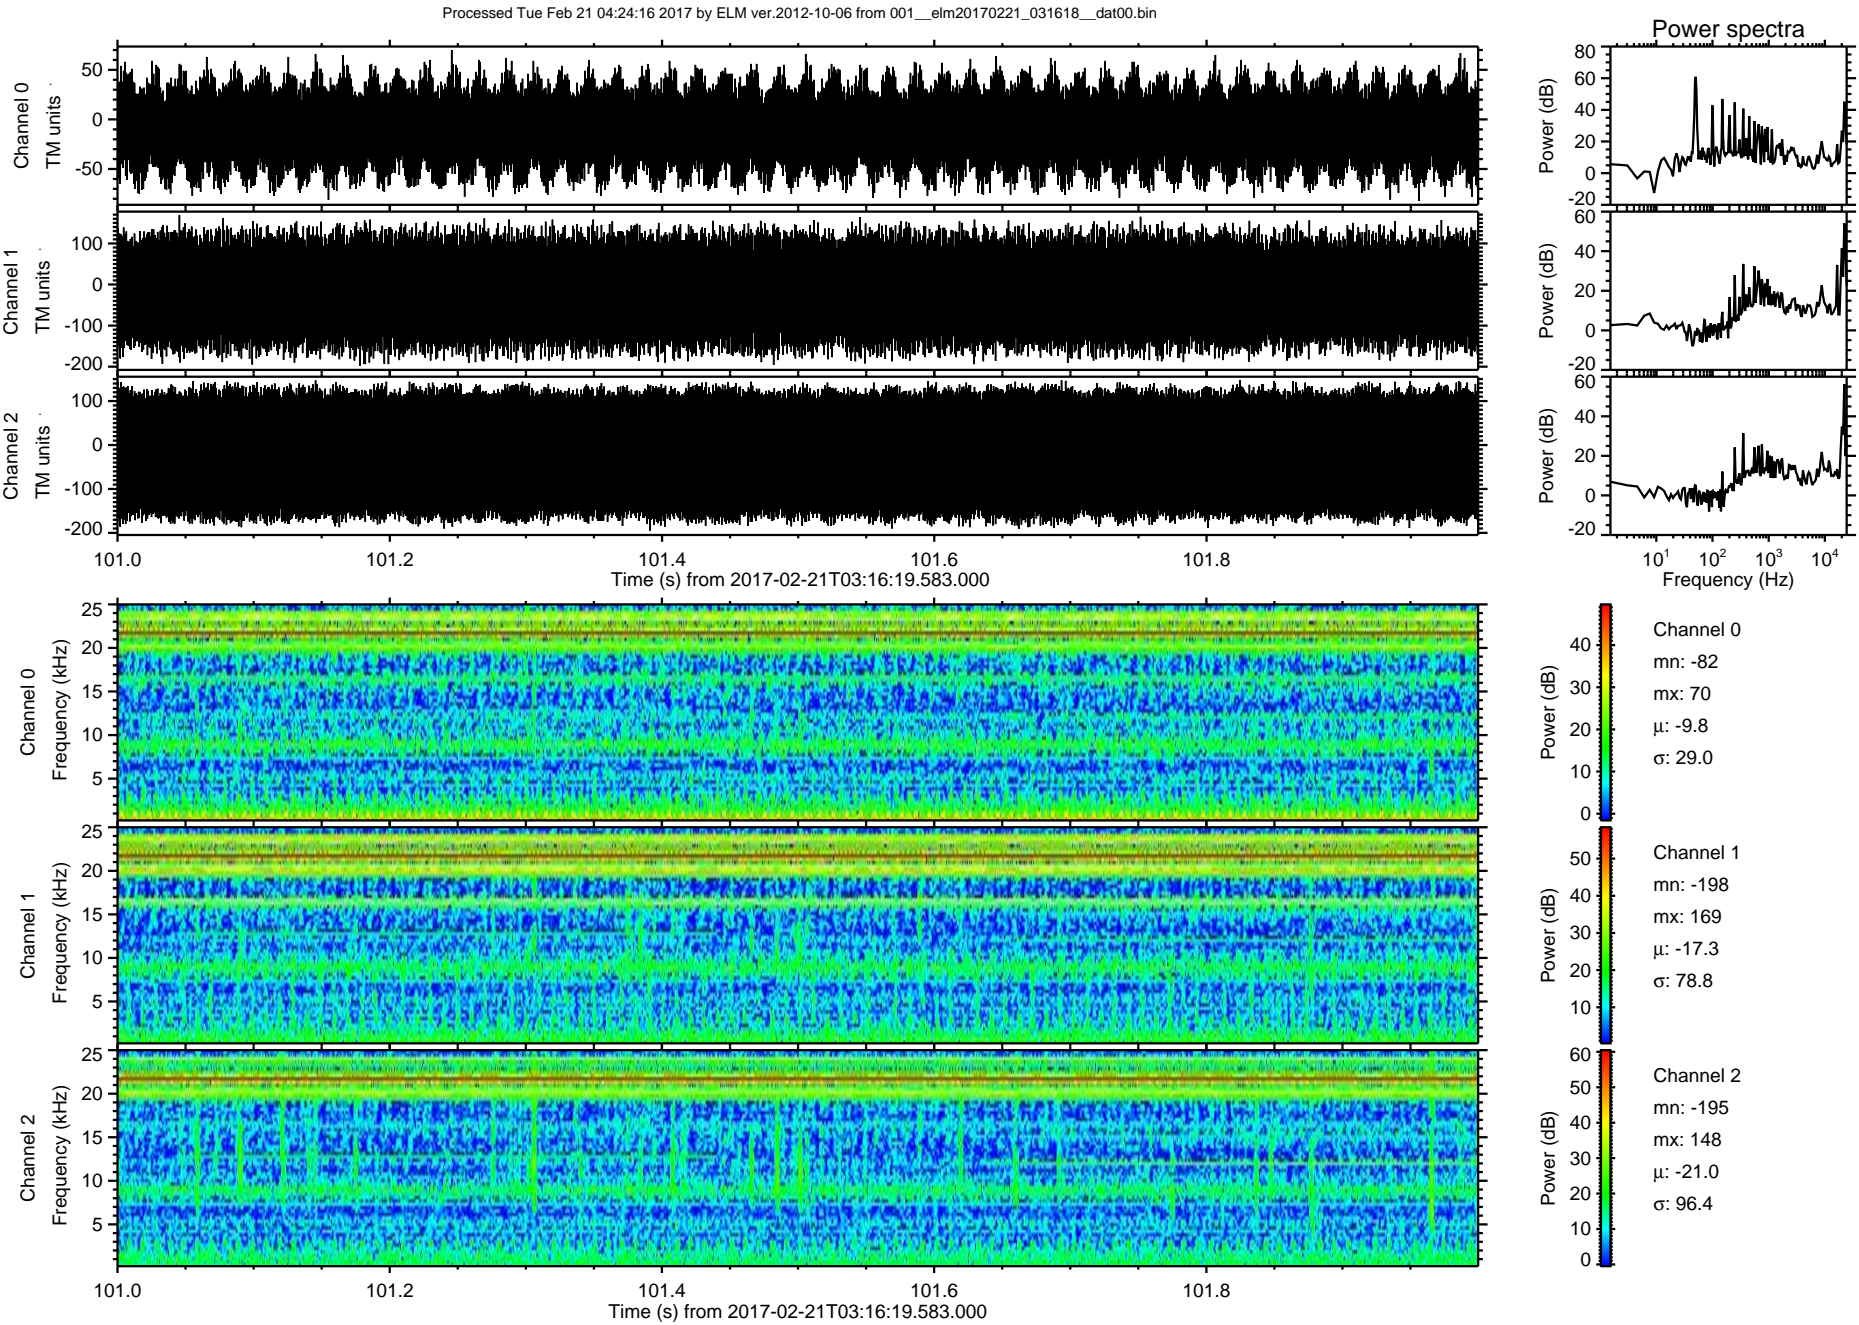 Processed Tue Feb 21 04:24:16 2017 by ELM ver.2012-10-06 from 001__elm20170221_031618__dat00.bin
Power spectra
Channel 0
TM units
50
0
-50
Power (dB)
80
60
40
20
0
-20
Channel 1
TM units
100
0
-100
-200
Power (dB)
60
40
20
0
-20
Channel 2
TM units
100
0
-100
-200
Power (dB)
60
40
20
0
-20
101.0 101.2 101.4 101.6 101.8
Time (s) from 2017-02-21T03:16:19.583.000
10¹ 10² 10³ 10⁴
Frequency (Hz)
Channel 0
Frequency (kHz)
25
20
15
10
5
Power (dB)
40
30
20
10
0
Channel 0
mn: -82
mx: 70
μ: -9.8
σ: 29.0
Channel 1
Frequency (kHz)
25
20
15
10
5
Power (dB)
50
40
30
20
10
Channel 1
mn: -198
mx: 169
μ: -17.3
σ: 78.8
Channel 2
Frequency (kHz)
25
20
15
10
5
Power (dB)
60
50
40
30
20
10
0
Channel 2
mn: -195
mx: 148
μ: -21.0
σ: 96.4
101.0 101.2 101.4 101.6 101.8
Time (s) from 2017-02-21T03:16:19.583.000